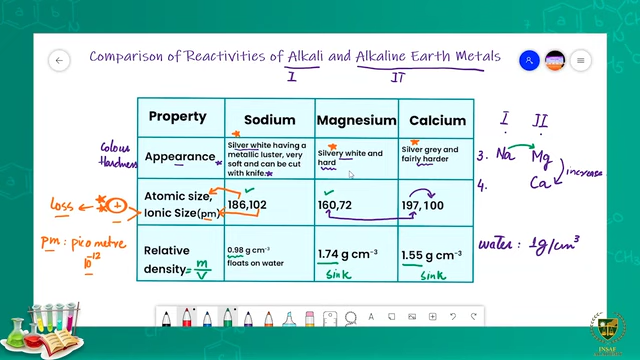 Comparison of Reactivities of Alkali and Alkaline Earth Metals
I II
Property Sodium Magnesium Calcium
Colour
Hardness
Appearance
Silver white having a
metallic luster, very
soft and can be cut
with knife.
Silvery white and
hard
Silver grey and
fairly harder
Atomic size,
Ionic Size(pm)
186,102
160,72
197, 100
Loss
+
pm : picometre
10⁻¹²
Relative
density = m/v
0.98 g cm⁻³
floats on water
1.74 g cm⁻³
sink
1.55 g cm⁻³
sink
I II
3. Na Mg
4. Ca
increase
water : 1g/cm³
INSAF